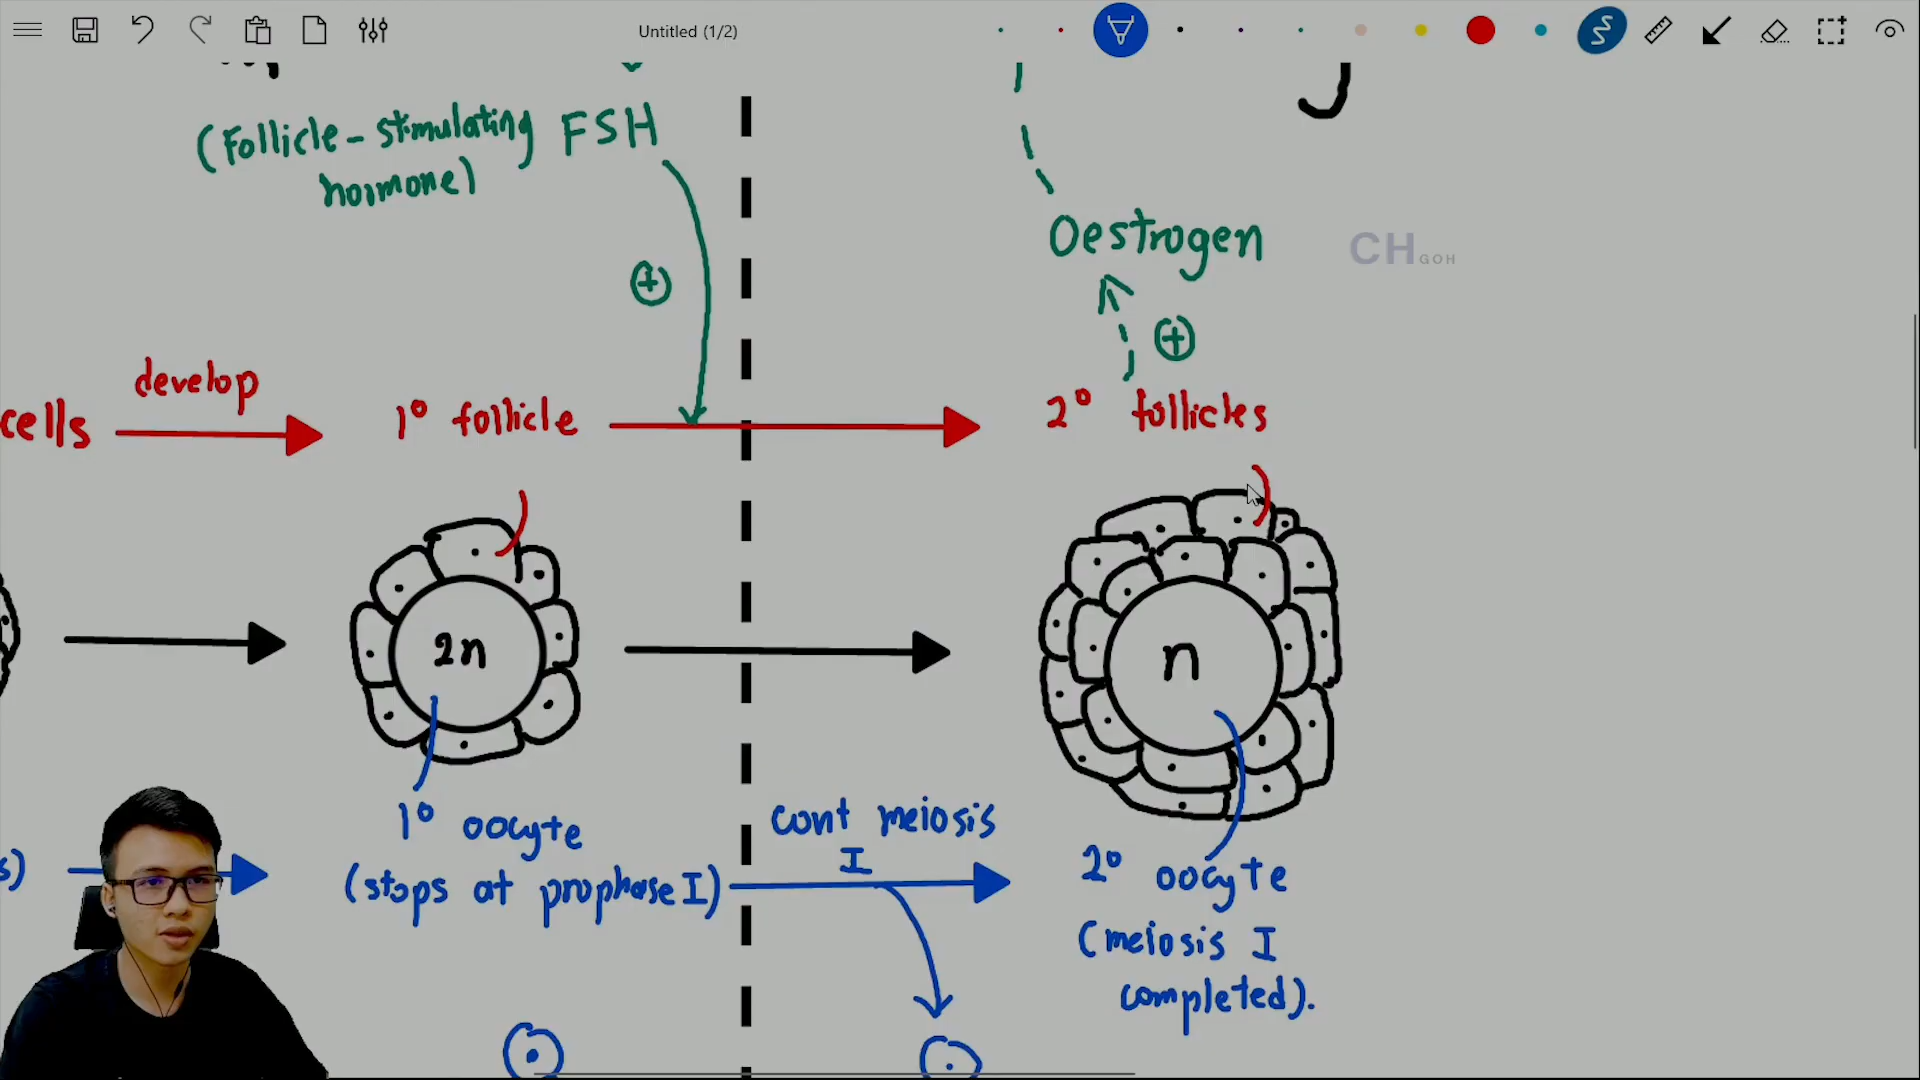 Untitled (1/2)
(Follicle-stimulating FSH
hormone)
Oestrogen
CH GOH
develop
cells
1° follicle
2° follicles
2n
n
1° oocyte
(stops at prophase I)
cont meiosis
I
2° oocyte
(meiosis I
completed).
s)